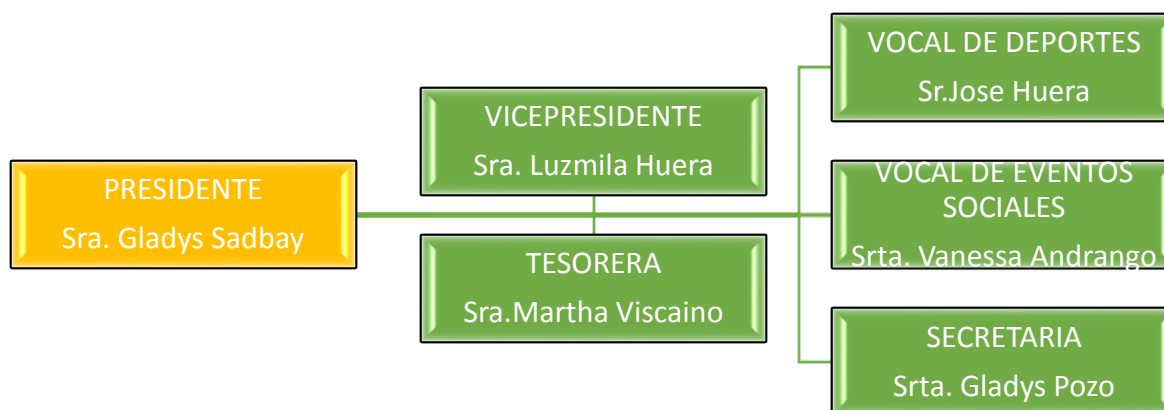 PRESIDENTE
Sra. Gladys Sadbay
VICEPRESIDENTE
Sra. Luzmila Huera
TESORERA
Sra.Martha Viscaino
VOCAL DE DEPORTES
Sr.Jose Huera
VOCAL DE EVENTOS
SOCIALES
Srta. Vanessa Andrango
SECRETARIA
Srta. Gladys Pozo